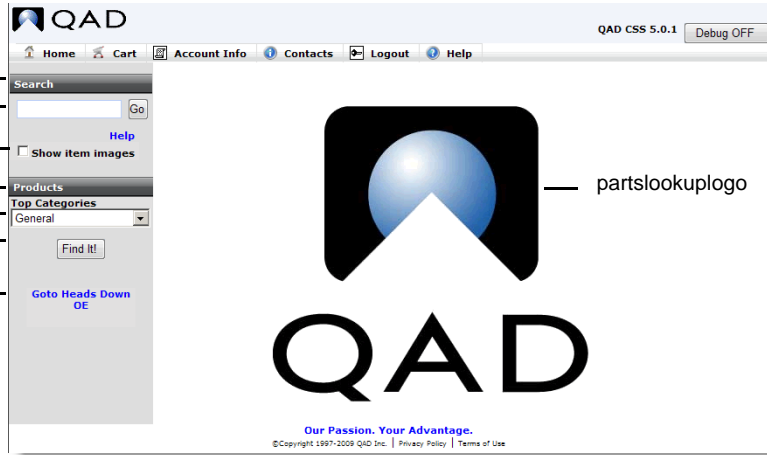 QAD
QAD CSS 5.0.1 Debug OFF
Home Cart Account Info Contacts Logout Help
Search
Go
Help
Show item images
Products
Top Categories
General
Find It!
Goto Heads Down
OE
partslookuplogo
QAD
Our Passion. Your Advantage.
©Copyright 1997-2009 QAD Inc. | Privacy Policy | Terms of Use